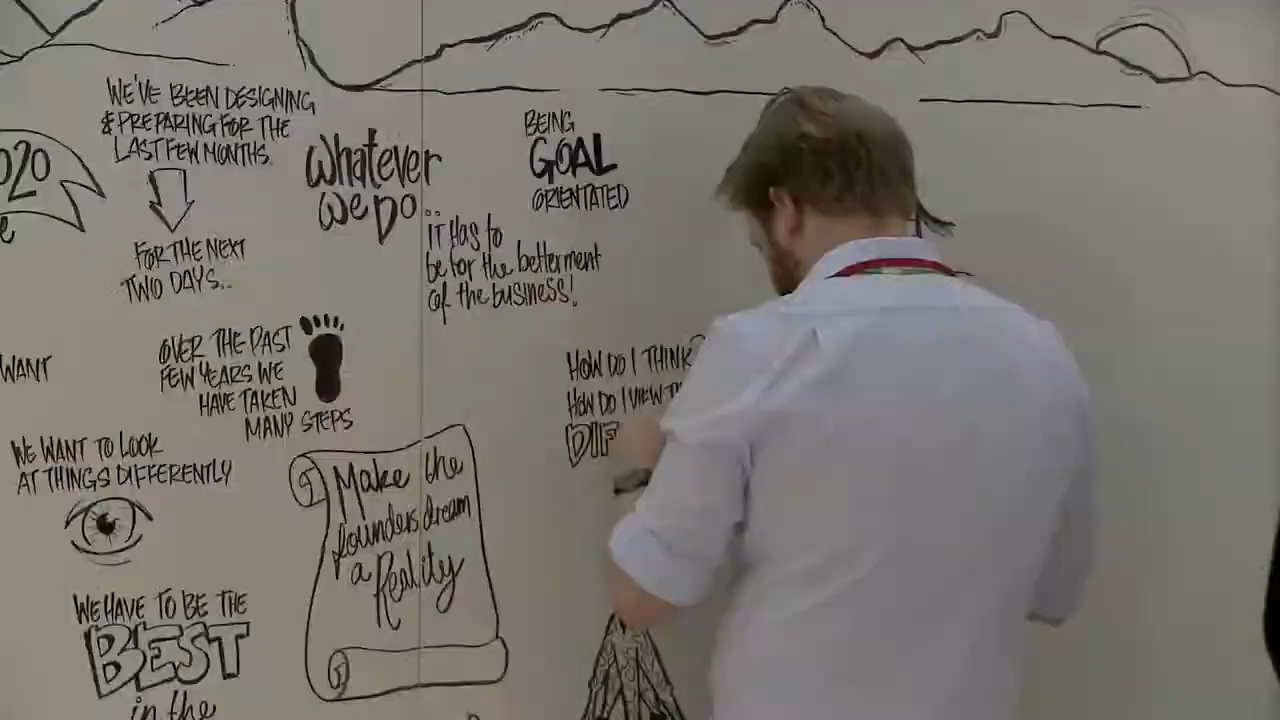 020
WE'VE BEEN DESIGNING
& PREPARING FOR THE
LAST FEW MONTHS.
FOR THE NEXT
TWO DAYS..
Whatever
We DO..
IT Has to
be for the betterment
of the business!
BEING
GOAL
ORIENTATED
WANT
OVER THE PAST
FEW YEARS WE
HAVE TAKEN
MANY STEPS
WE WANT TO LOOK
AT THINGS DIFFERENTLY
HOW DO I THINK?
HOW DO I VIEW
DIF
Make the
founders dream
a Reality
WE HAVE TO BE THE
BEST
in the